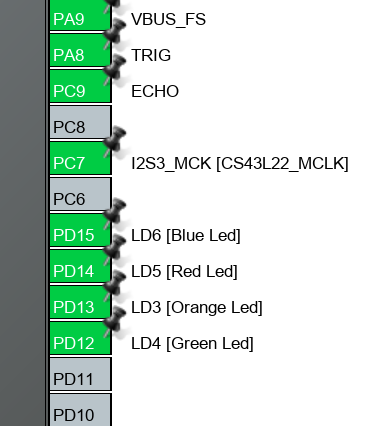 PA9 VBUS_FS
PA8 TRIG
PC9 ECHO
PC8
PC7 I2S3_MCK [CS43L22_MCLK]
PC6
PD15 LD6 [Blue Led]
PD14 LD5 [Red Led]
PD13 LD3 [Orange Led]
PD12 LD4 [Green Led]
PD11
PD10